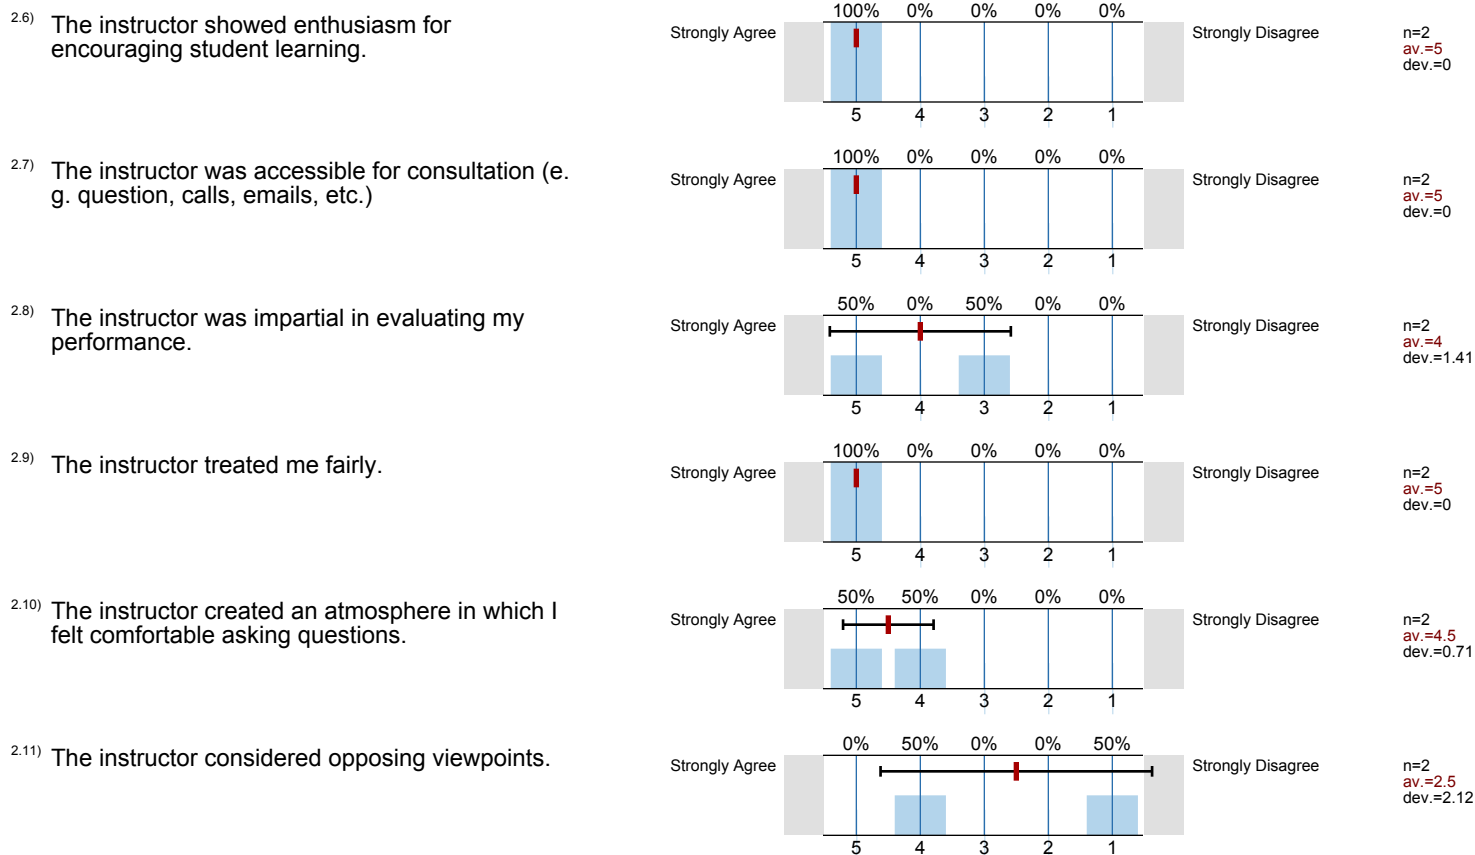 2.6) The instructor showed enthusiasm for
encouraging student learning.
100% 0% 0% 0% 0%
Strongly Agree
Strongly Disagree
n=2
av.=5
dev.=0
5 4 3 2 1
2.7) The instructor was accessible for consultation (e.
g. question, calls, emails, etc.)
100% 0% 0% 0% 0%
Strongly Agree
Strongly Disagree
n=2
av.=5
dev.=0
5 4 3 2 1
2.8) The instructor was impartial in evaluating my
performance.
50% 0% 50% 0% 0%
Strongly Agree
Strongly Disagree
n=2
av.=4
dev.=1.41
5 4 3 2 1
2.9) The instructor treated me fairly.
100% 0% 0% 0% 0%
Strongly Agree
Strongly Disagree
n=2
av.=5
dev.=0
5 4 3 2 1
2.10) The instructor created an atmosphere in which I
felt comfortable asking questions.
50% 50% 0% 0% 0%
Strongly Agree
Strongly Disagree
n=2
av.=4.5
dev.=0.71
5 4 3 2 1
2.11) The instructor considered opposing viewpoints.
0% 50% 0% 0% 50%
Strongly Agree
Strongly Disagree
n=2
av.=2.5
dev.=2.12
5 4 3 2 1